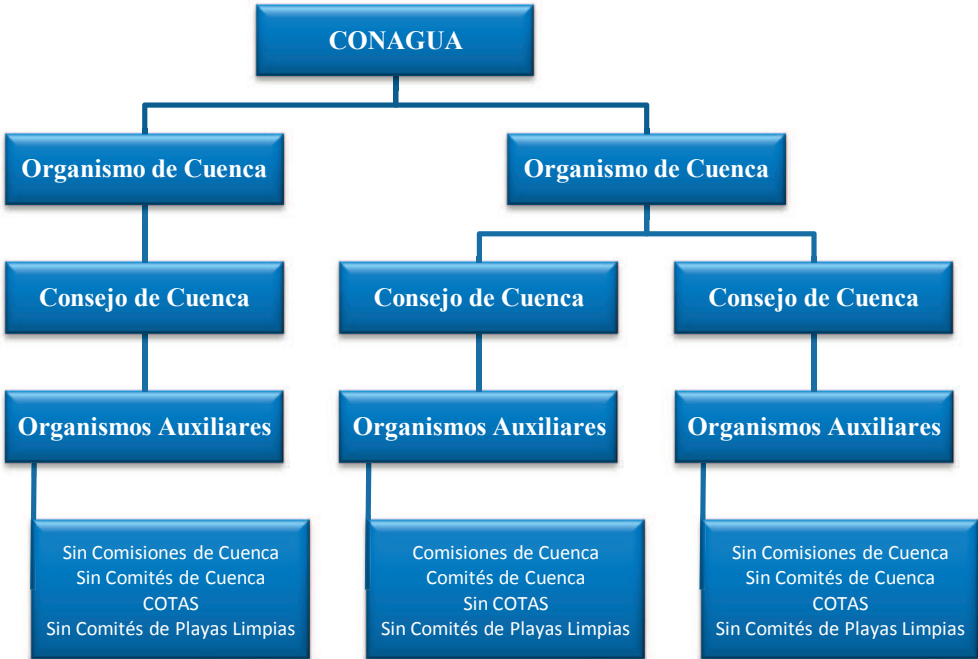 CONAGUA
Organismo de Cuenca
Organismo de Cuenca
Consejo de Cuenca
Consejo de Cuenca
Consejo de Cuenca
Organismos Auxiliares
Organismos Auxiliares
Organismos Auxiliares
Sin Comisiones de Cuenca
Sin Comités de Cuenca
COTAS
Sin Comités de Playas Limpias
Comisiones de Cuenca
Comités de Cuenca
Sin COTAS
Sin Comités de Playas Limpias
Sin Comisiones de Cuenca
Sin Comités de Cuenca
COTAS
Sin Comités de Playas Limpias